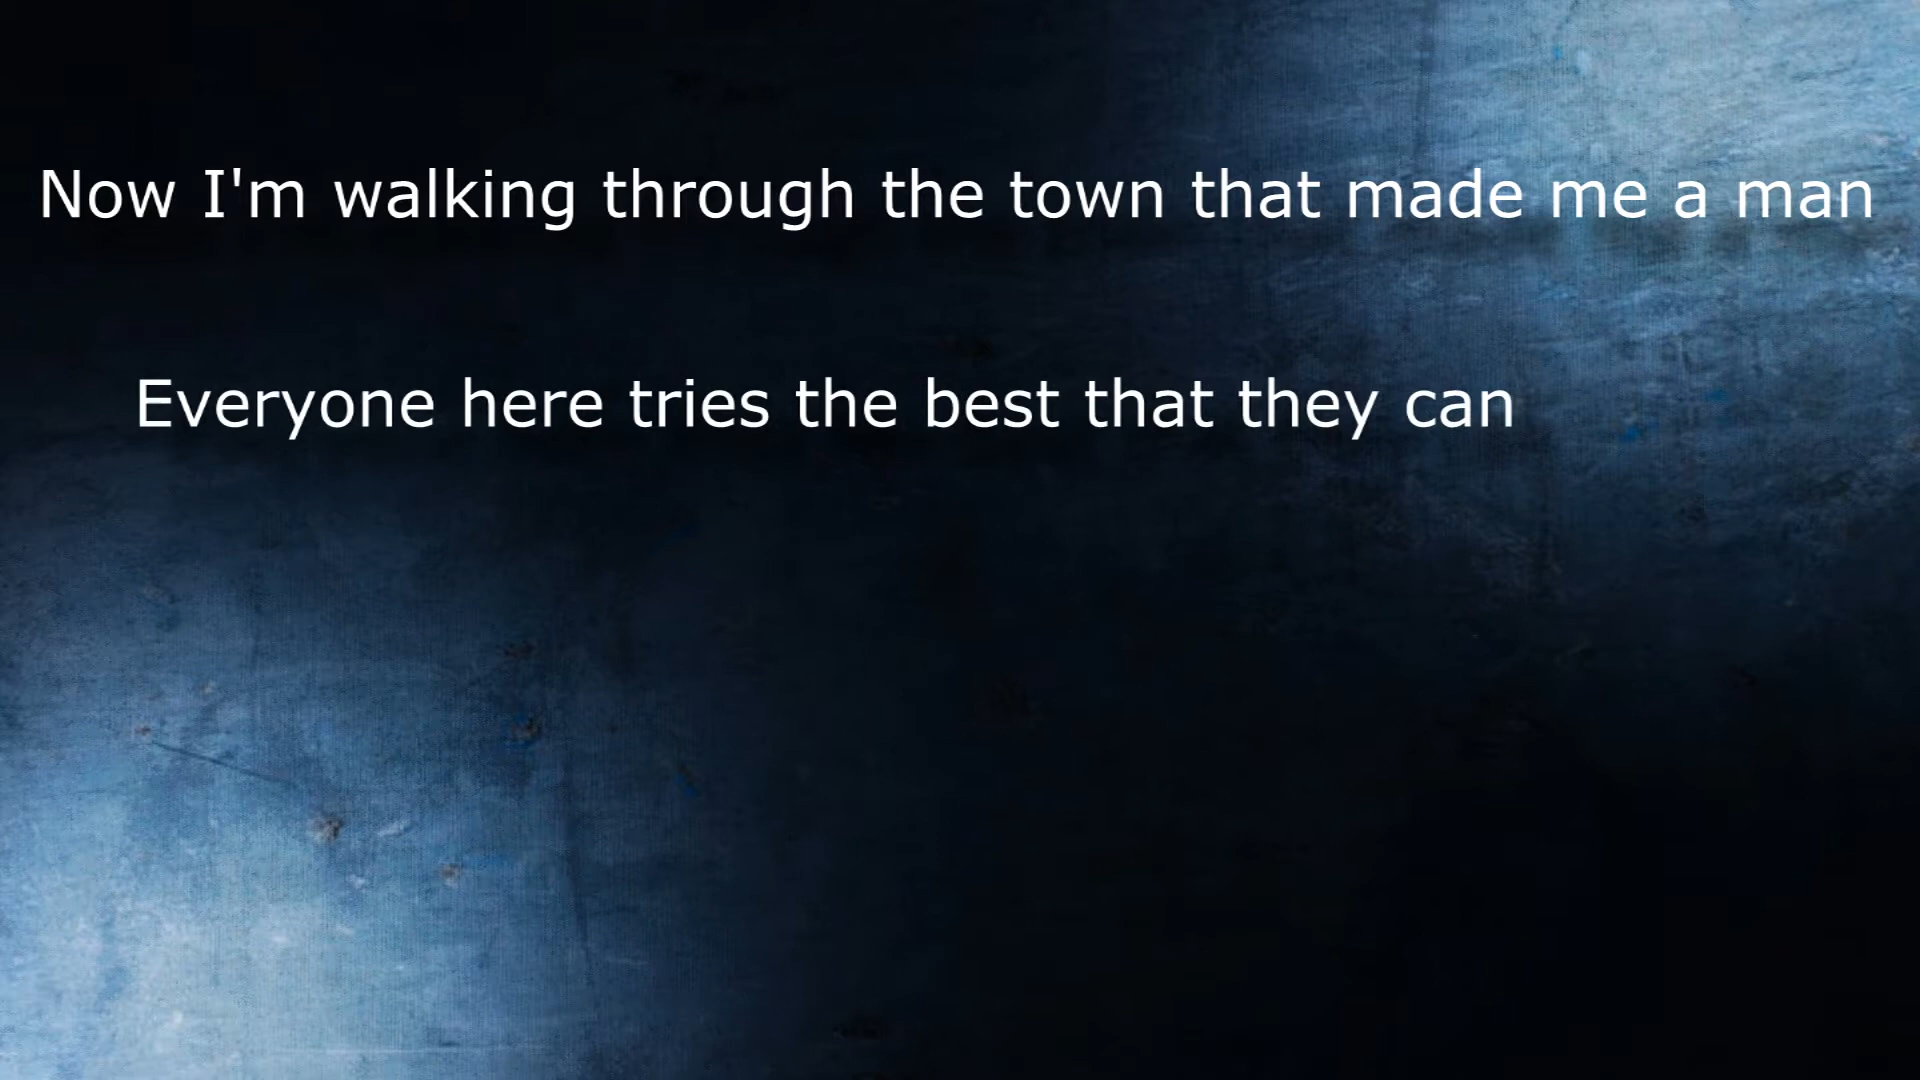 Now I'm walking through the town that made me a man
Everyone here tries the best that they can